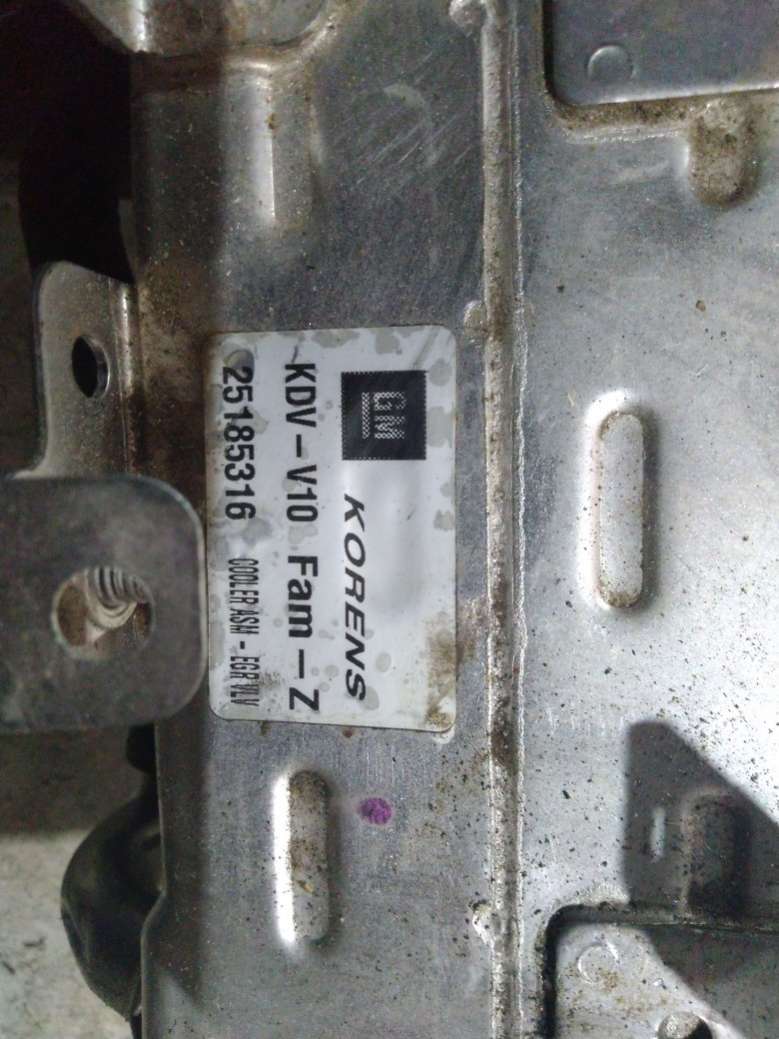 GM
KORENS
KDV-V10 Fam-Z
25185316 COOLER ASM - EGR VLV